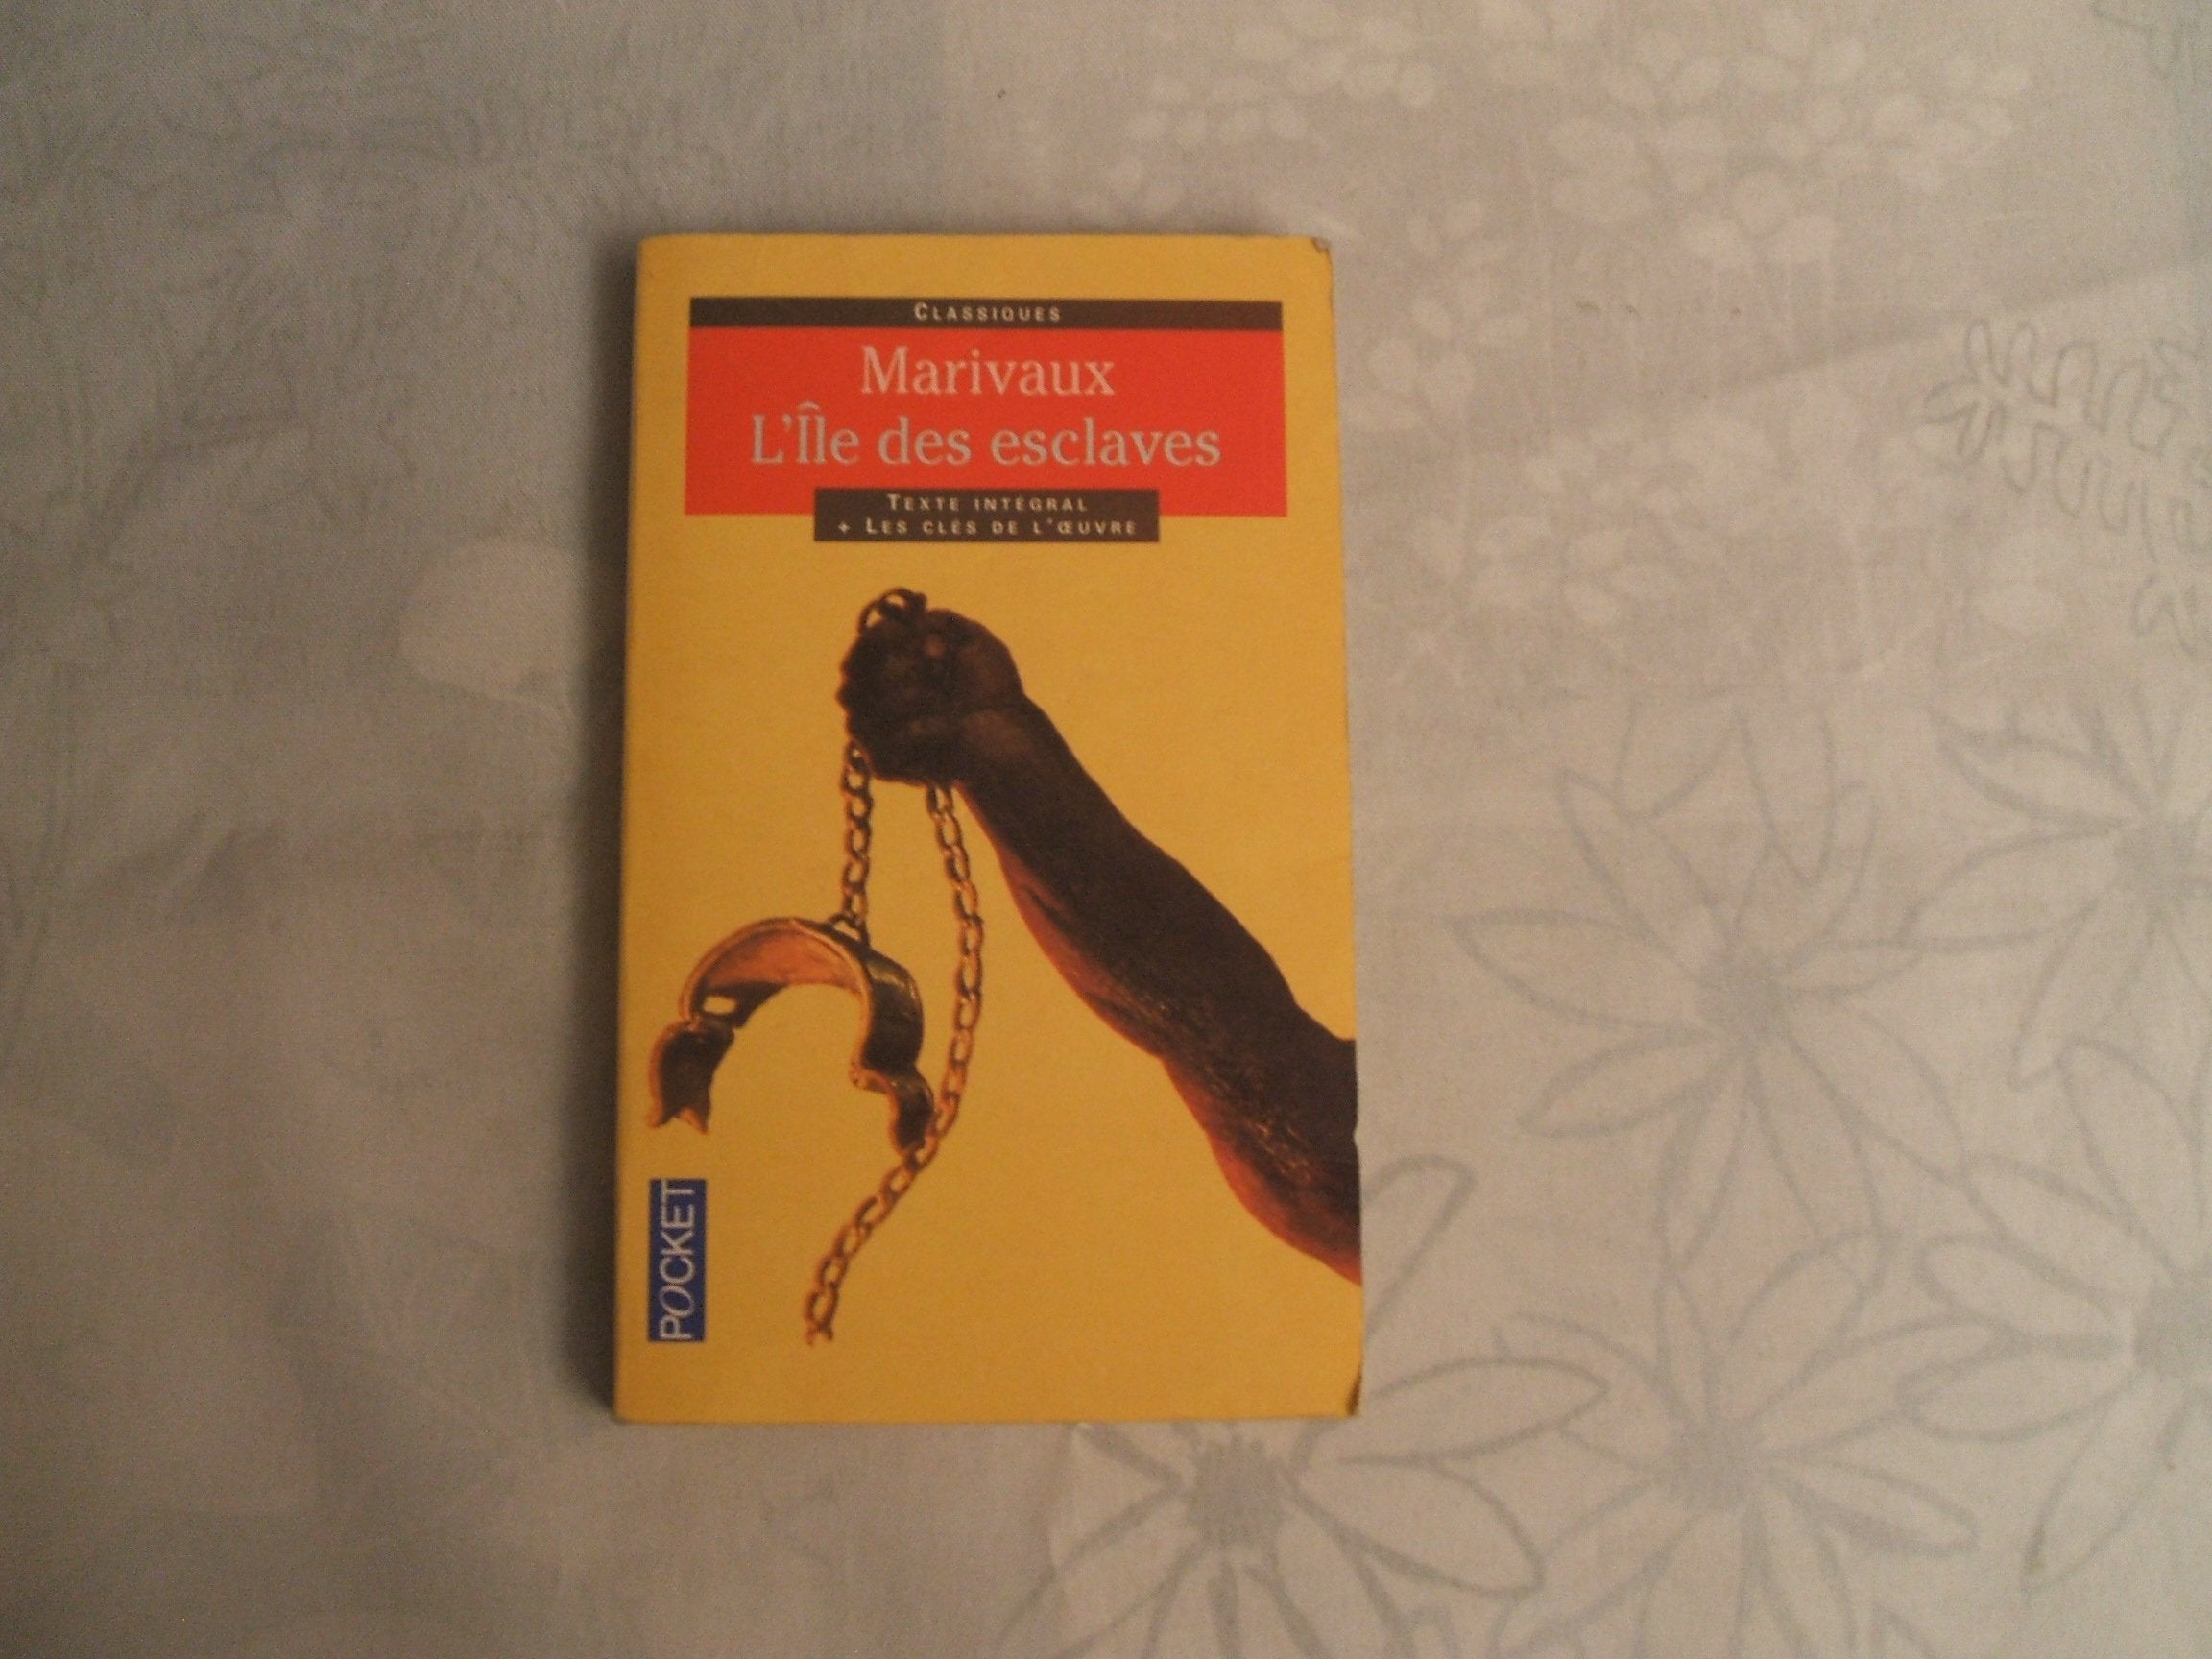 CLASSIQUES
Marivaux
L'Île des esclaves
TEXTE INTÉGRAL
+ LES CLÉS DE L'ŒUVRE
POCKET